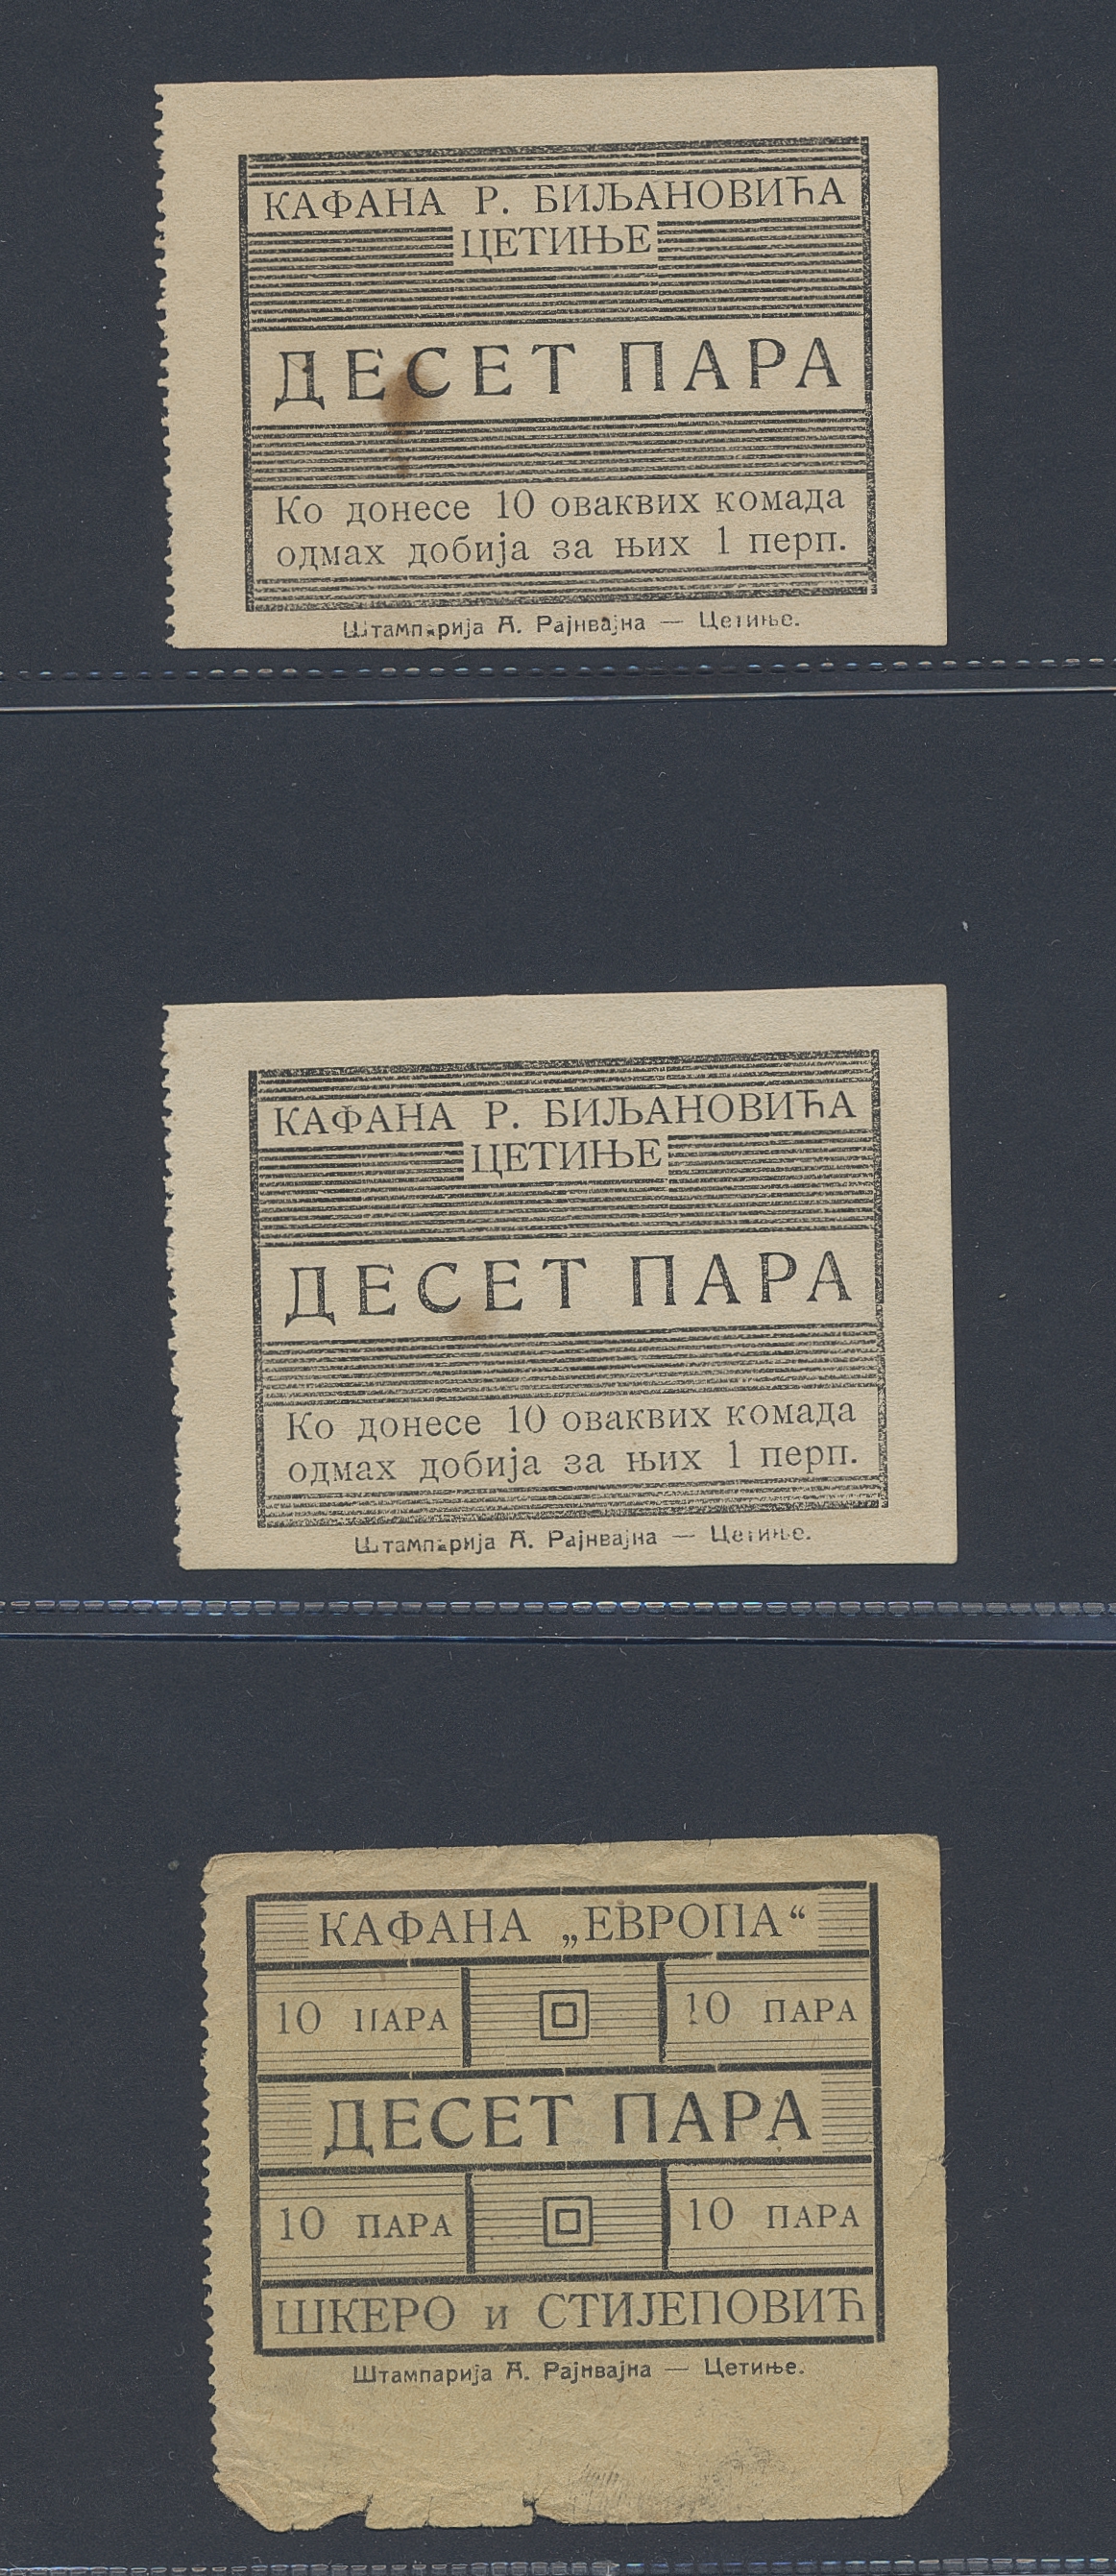 КАФАНА Р. БИЉАНОВИЋА
ЦЕТИЊЕ
ДЕСЕТ ПАРА
Ко донесе 10 оваквих комада
одмах добија за њих 1 перп.
Штампарија А. Рајнвајна — Цетиње.
КАФАНА Р. БИЉАНОВИЋА
ЦЕТИЊЕ
ДЕСЕТ ПАРА
Ко донесе 10 оваквих комада
одмах добија за њих 1 перп.
Штампарија А. Рајнвајна — Цетиње.
КАФАНА „ЕВРОПА“
10 ПАРА 10 ПАРА
ДЕСЕТ ПАРА
10 ПАРА 10 ПАРА
ШКЕРО и СТИЈЕПОВИЋ
Штампарија А. Рајнвајна — Цетиње.